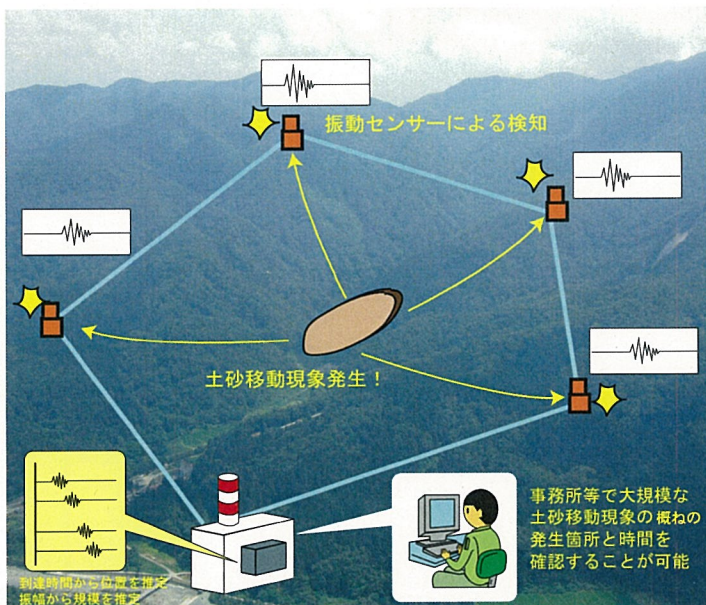 振動センサーによる検知
土砂移動現象発生！
事務所等で大規模な
土砂移動現象の概ねの
発生箇所と時間を
確認することが可能
到達時間から位置を推定
振幅から規模を推定